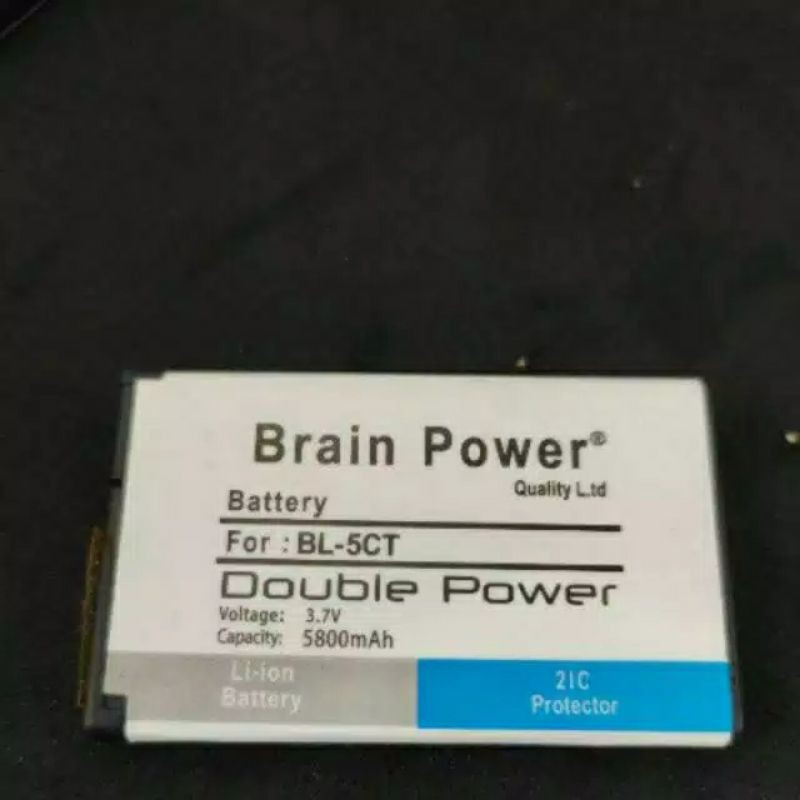 Brain Power®
Quality L.td
Battery
For : BL-5CT
Double Power
Voltage: 3.7V
Capacity: 5800mAh
Li-ion
Battery
2IC
Protector